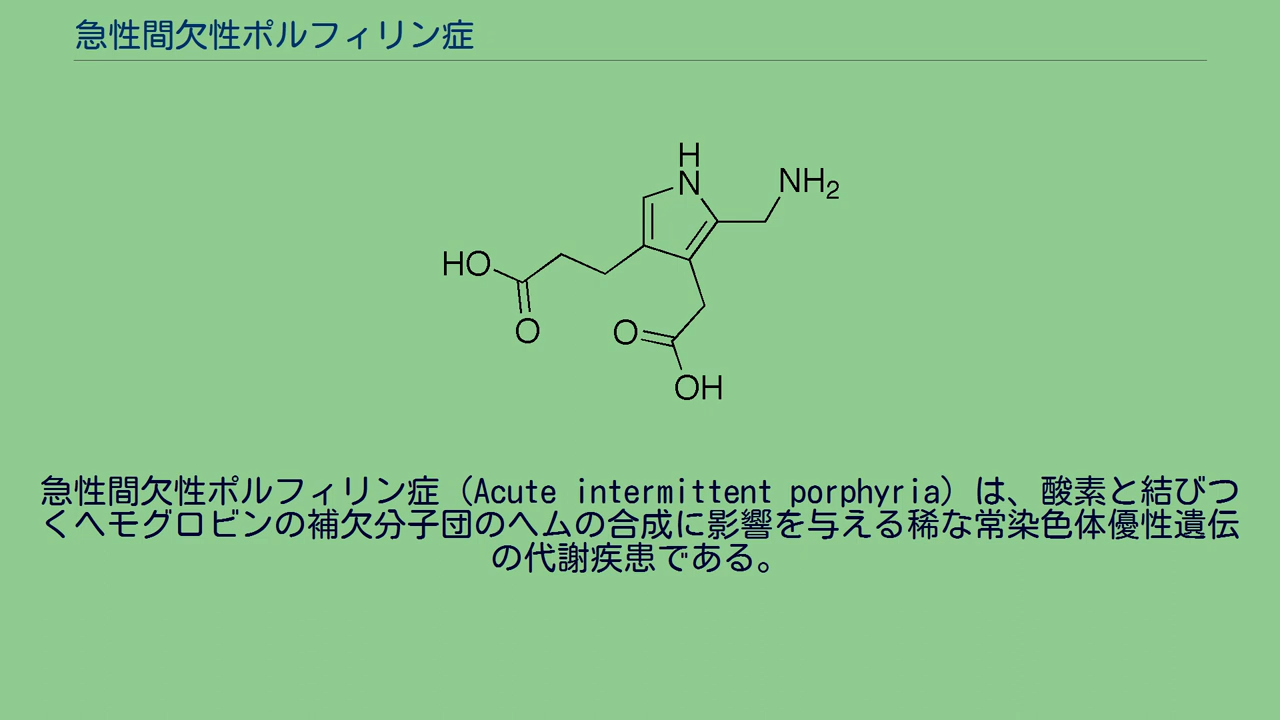 急性間欠性ポルフィリン症
H
N
NH2
HO
O
O
OH
急性間欠性ポルフィリン症（Acute intermittent porphyria）は、酸素と結びつ
くヘモグロビンの補欠分子団のヘムの合成に影響を与える稀な常染色体優性遺伝
の代謝疾患である。